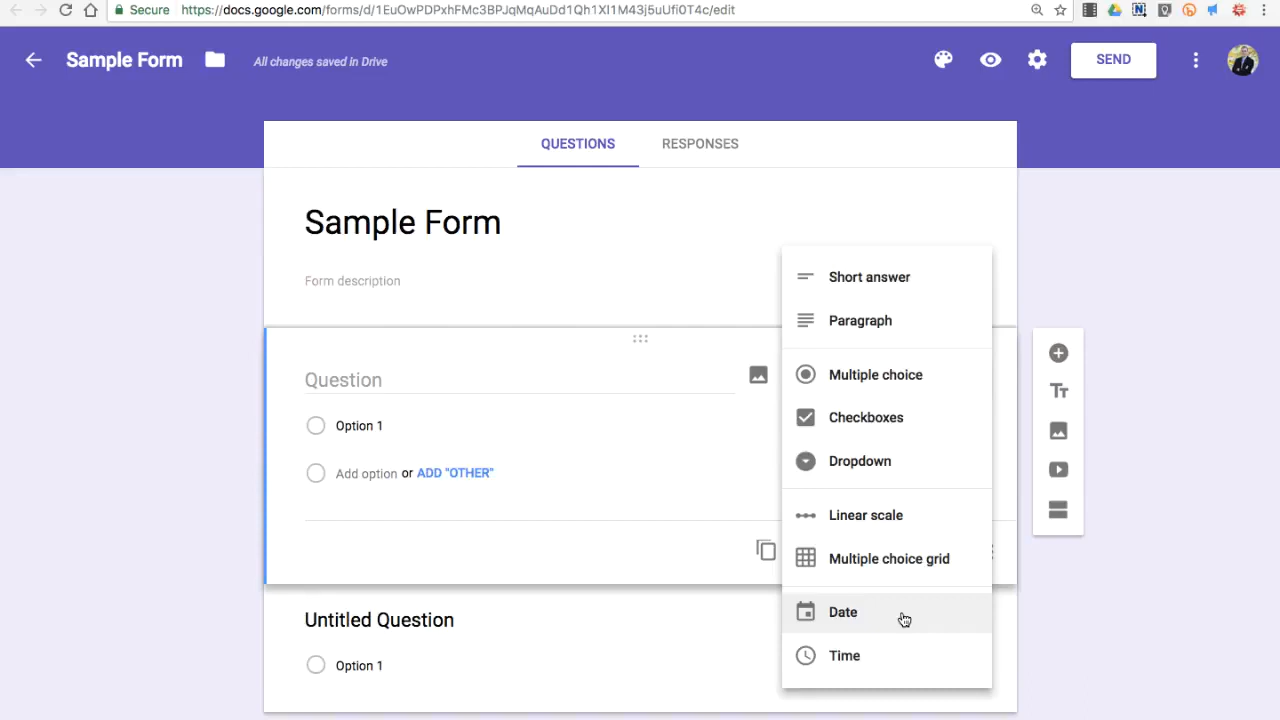 Secure https://docs.google.com/forms/d/1EuOwPDPxhFMc3BPJqMqAuDd1Qh1XI1M43j5uUfi0T4c/edit
Sample Form All changes saved in Drive SEND
QUESTIONS RESPONSES
Sample Form
Form description
Question
Option 1
Add option or ADD "OTHER"
Short answer
Paragraph
Multiple choice
Checkboxes
Dropdown
Linear scale
Multiple choice grid
Date
Time
Untitled Question
Option 1